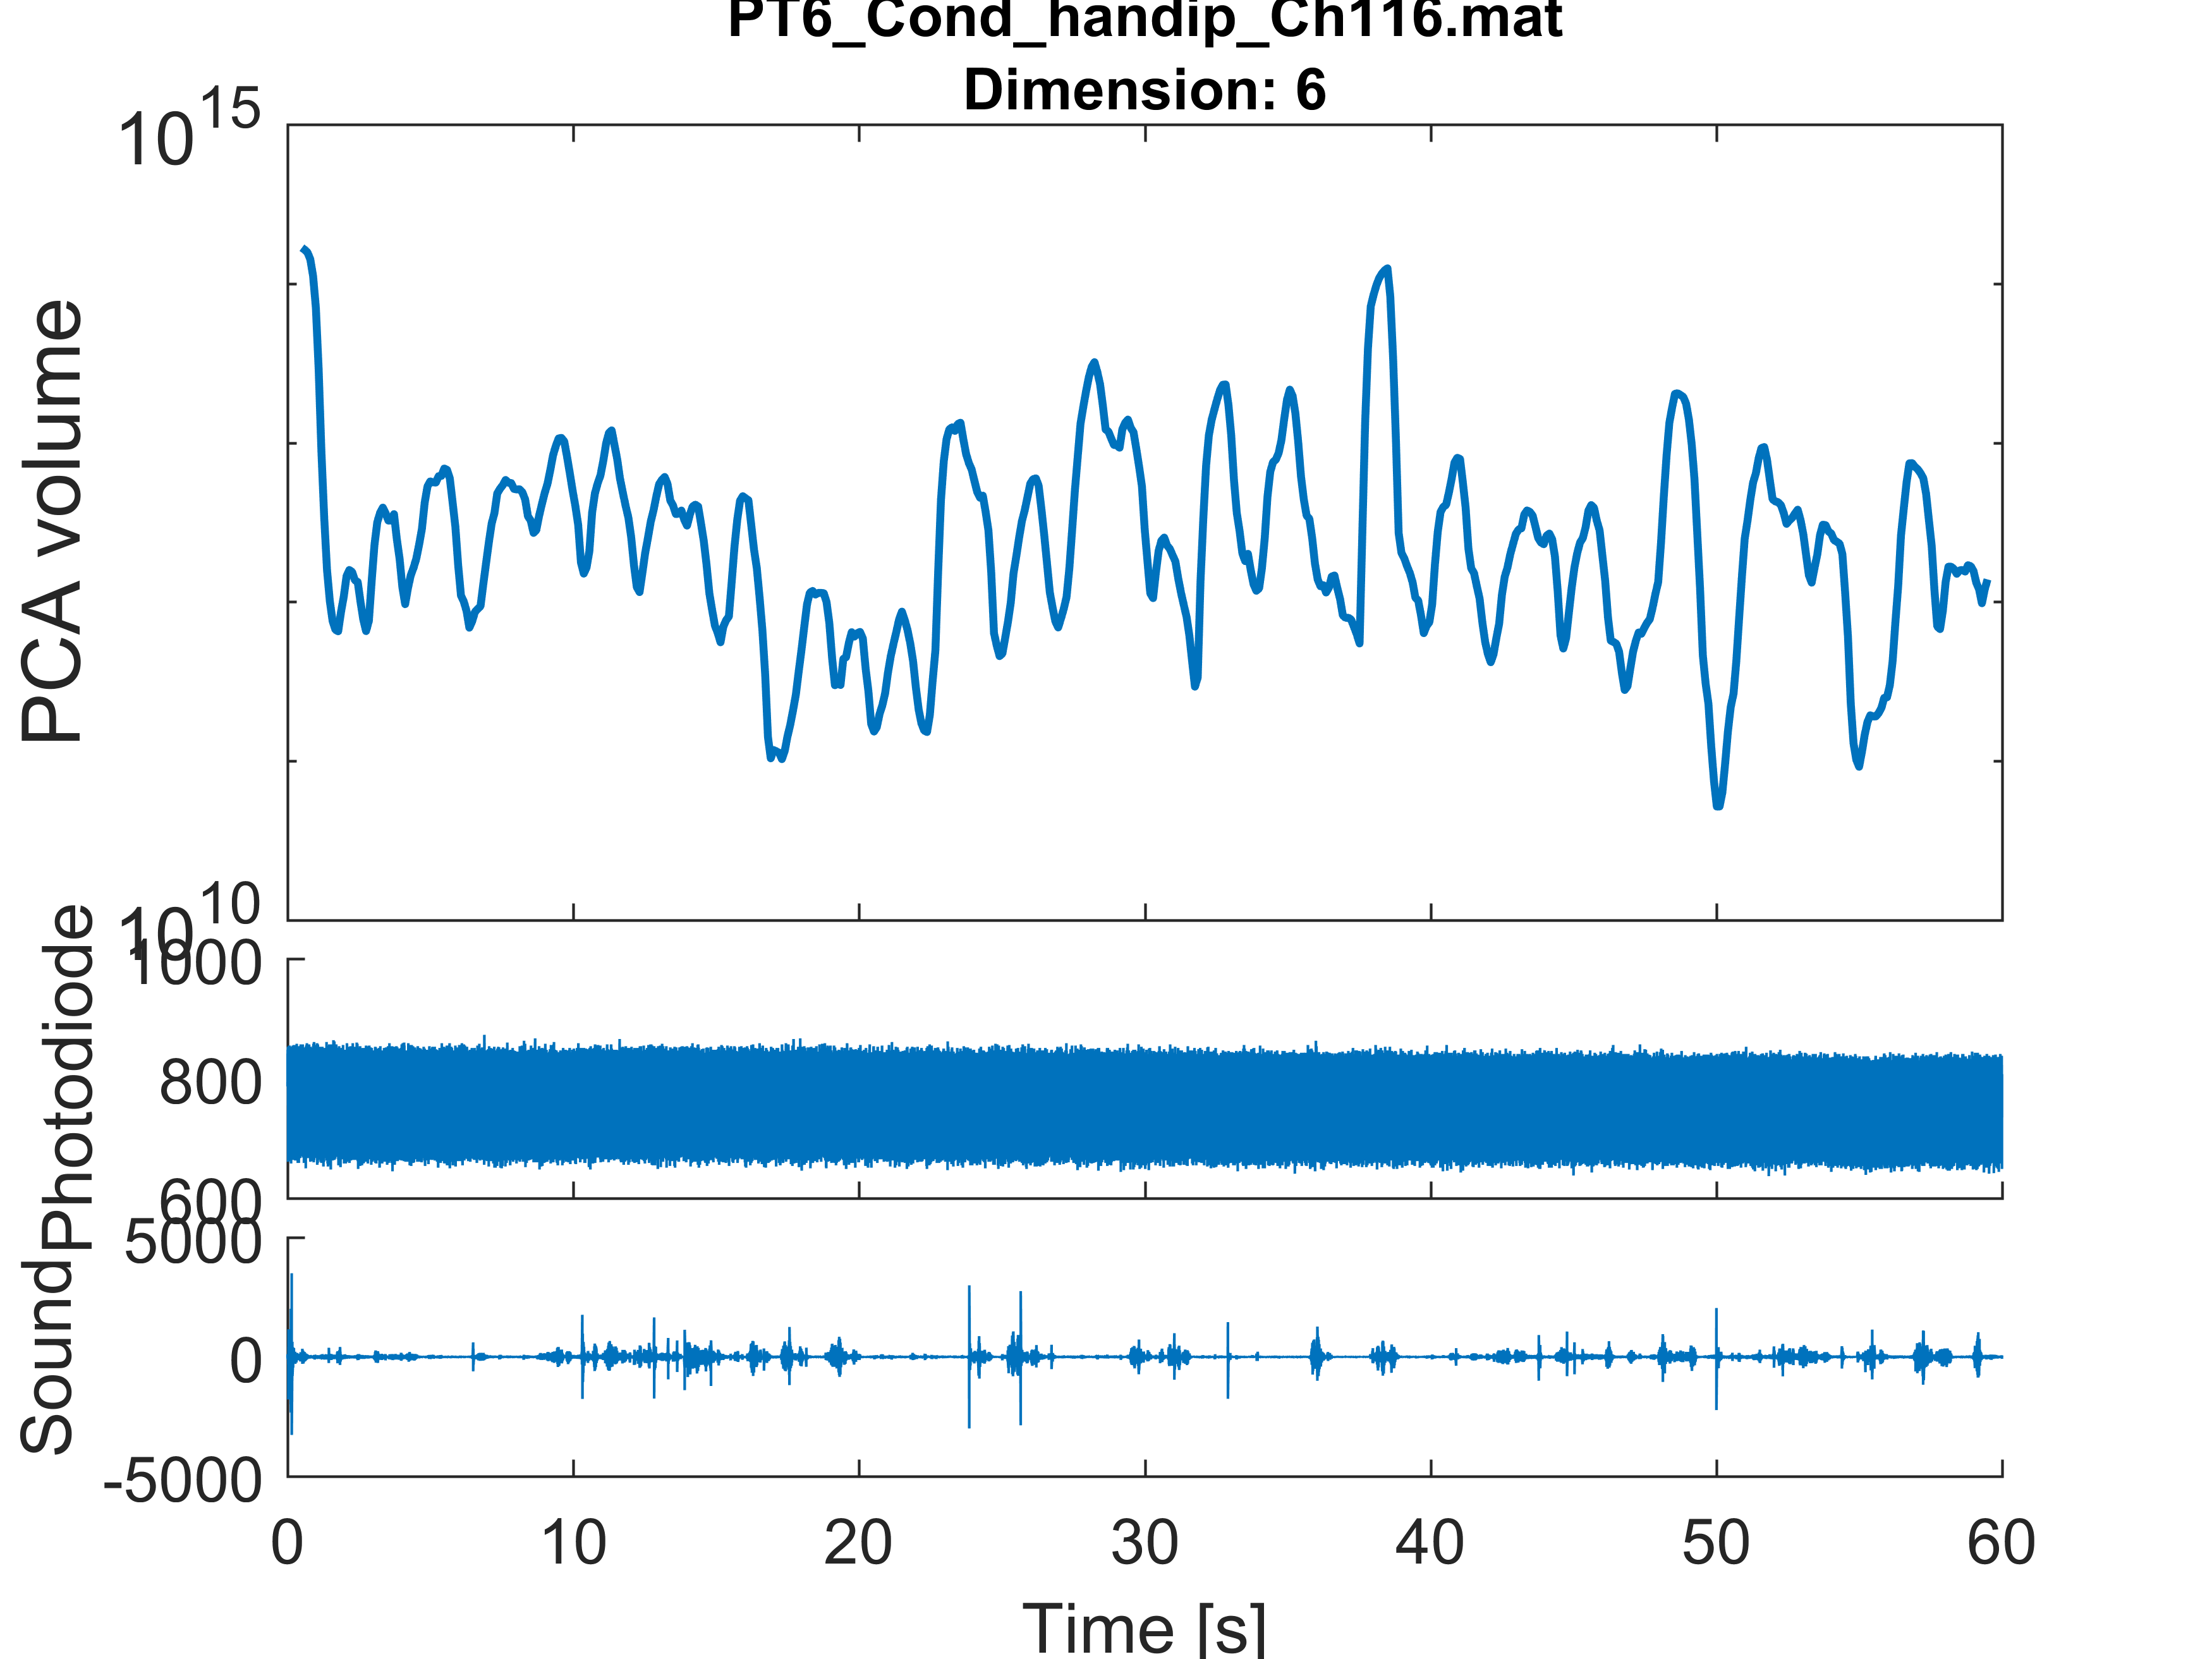 PT6_Cond_handip_Ch116.mat
Dimension: 6
10^15
PCA volume
10^10
1000
Photodiode
800
600
5000
Sound
0
-5000
0 10 20 30 40 50 60
Time [s]